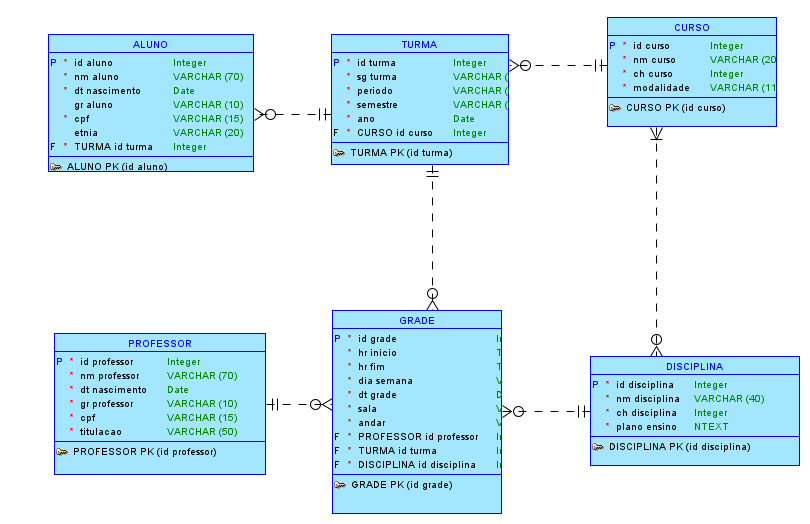 ALUNO
P * id aluno Integer
* nm aluno VARCHAR (70)
* dt nascimento Date
gr aluno VARCHAR (10)
* cpf VARCHAR (15)
etnia VARCHAR (20)
F * TURMA id turma Integer
ALUNO PK (id aluno)
TURMA
P * id turma Integer
* sg turma VARCHAR (
* periodo VARCHAR (
* semestre VARCHAR (
* ano Date
F * CURSO id curso Integer
TURMA PK (id turma)
CURSO
P * id curso Integer
* nm curso VARCHAR (20
* ch curso Integer
* modalidade VARCHAR (11
CURSO PK (id curso)
PROFESSOR
P * id professor Integer
* nm professor VARCHAR (70)
* dt nascimento Date
* gr professor VARCHAR (10)
* cpf VARCHAR (15)
* titulacao VARCHAR (50)
PROFESSOR PK (id professor)
GRADE
P * id grade
* hr inicio
* hr fim
* dia semana
* dt grade
* sala
* andar
F * PROFESSOR id professor
F * TURMA id turma
F * DISCIPLINA id disciplina
GRADE PK (id grade)
DISCIPLINA
P * id disciplina Integer
* nm disciplina VARCHAR (40)
* ch disciplina Integer
* plano ensino NTEXT
DISCIPLINA PK (id disciplina)